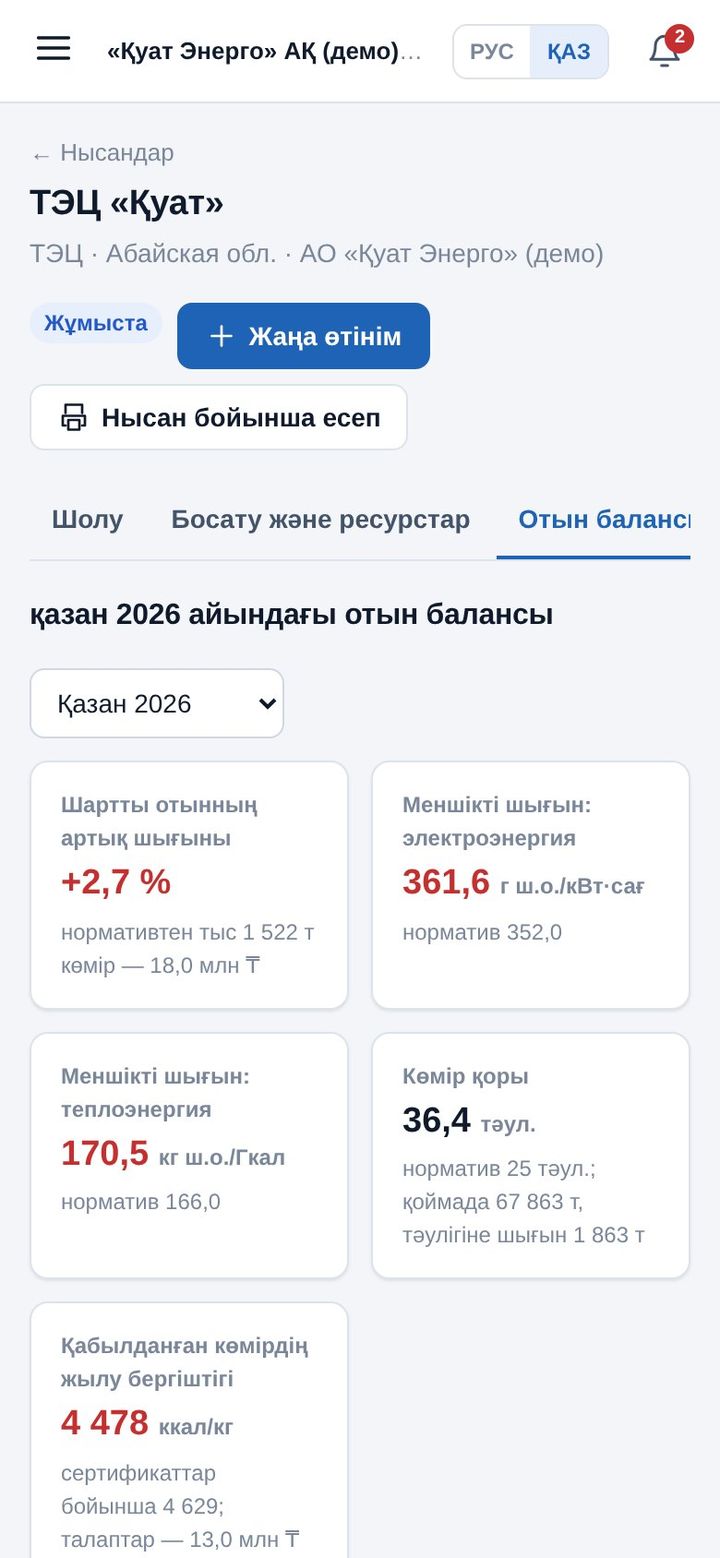 «Қуат Энерго» АҚ (демо)...
РУС
ҚАЗ
2
← Нысандар
ТЭЦ «Қуат»
ТЭЦ · Абайская обл. · АО «Қуат Энерго» (демо)
Жұмыста
+ Жаңа өтінім
Нысан бойынша есеп
Шолу
Босату және ресурстар
Отын баланс
қазан 2026 айындағы отын балансы
Қазан 2026
Шартты отынның
артық шығыны
+2,7 %
нормативтен тыс 1 522 т
көмір — 18,0 млн ₸
Меншікті шығын:
электроэнергия
361,6 г ш.о./кВт·сағ
норматив 352,0
Меншікті шығын:
теплоэнергия
170,5 кг ш.о./Гкал
норматив 166,0
Көмір қоры
36,4 тәул.
норматив 25 тәул.;
қоймада 67 863 т,
тәулігіне шығын 1 863 т
Қабылданған көмірдің
жылу бергіштігі
4 478 ккал/кг
сертификаттар
бойынша 4 629;
талаптар — 13,0 млн ₸